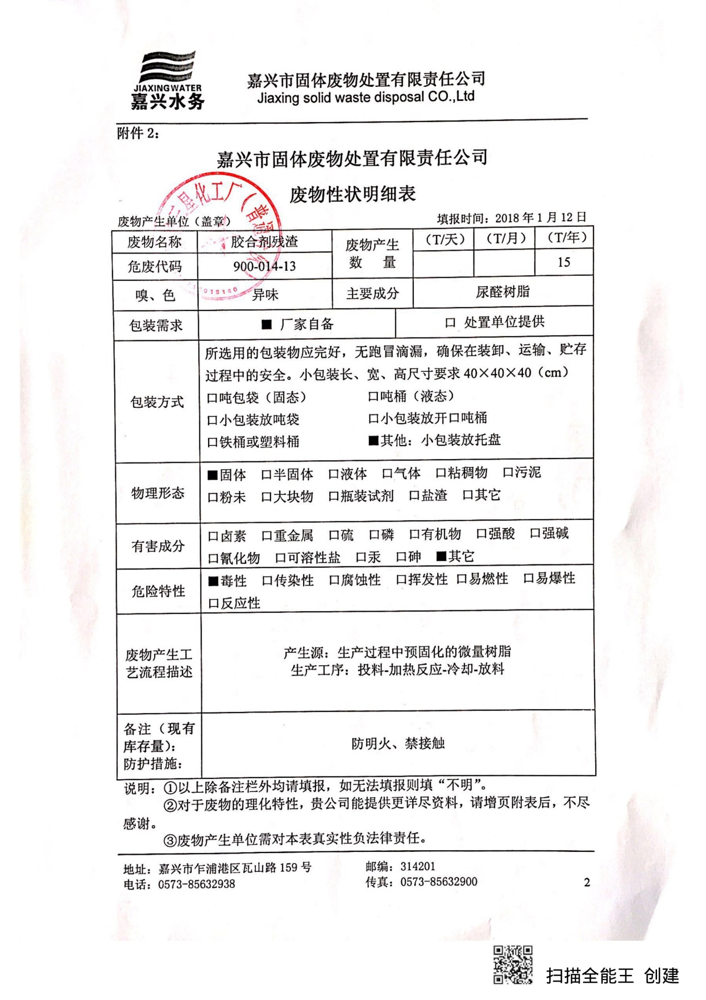 JIAXINGWATER
嘉兴水务
嘉兴市固体废物处置有限责任公司
Jiaxing solid waste disposal CO.,Ltd
附件 2：
嘉兴市固体废物处置有限责任公司
废物性状明细表
星化工厂（普通合伙）
废物产生单位（盖章）
填报时间：2018 年 1 月 12 日
废物名称
胶合剂残渣
废物产生
数 量
（T/天）
（T/月）
（T/年）
危废代码
900-014-13
15
018140
嗅、色
异味
主要成分
尿醛树脂
包装需求
■ 厂家自备
口 处置单位提供
包装方式
所选用的包装物应完好，无跑冒滴漏，确保在装卸、运输、贮存
过程中的安全。小包装长、宽、高尺寸要求 40×40×40（cm）
口吨包袋（固态） 口吨桶（液态）
口小包装放吨袋 口小包装放开口吨桶
口铁桶或塑料桶 ■其他：小包装放托盘
物理形态
■固体 口半固体 口液体 口气体 口粘稠物 口污泥
口粉未 口大块物 口瓶装试剂 口盐渣 口其它
有害成分
口卤素 口重金属 口硫 口磷 口有机物 口强酸 口强碱
口氰化物 口可溶性盐 口汞 口砷 ■其它
危险特性
■毒性 口传染性 口腐蚀性 口挥发性 口易燃性 口易爆性
口反应性
废物产生工
艺流程描述
产生源：生产过程中预固化的微量树脂
生产工序：投料-加热反应-冷却-放料
备注（现有
库存量）：
防护措施：
防明火、禁接触
说明：①以上除备注栏外均请填报，如无法填报则填“不明”。
②对于废物的理化特性，贵公司能提供更详尽资料，请增页附表后，不尽
感谢。
③废物产生单位需对本表真实性负法律责任。
地址：嘉兴市乍浦港区瓦山路 159 号 邮编：314201
电话：0573-85632938 传真：0573-85632900
2
扫描全能王 创建